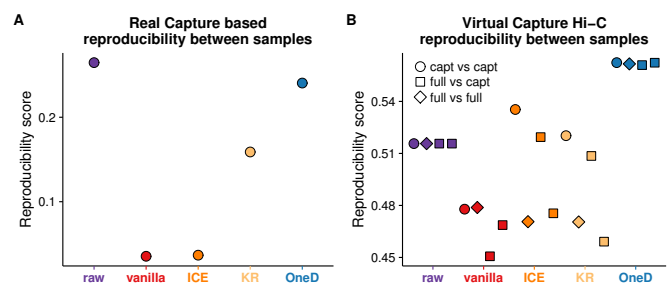 A
Real Capture based
reproducibility between samples
Reproducibility score
0.2
0.1
raw vanilla ICE KR OneD
B
Virtual Capture Hi−C
reproducibility between samples
capt vs capt
full vs capt
full vs full
Reproducibility score
0.54
0.51
0.48
0.45
raw vanilla ICE KR OneD